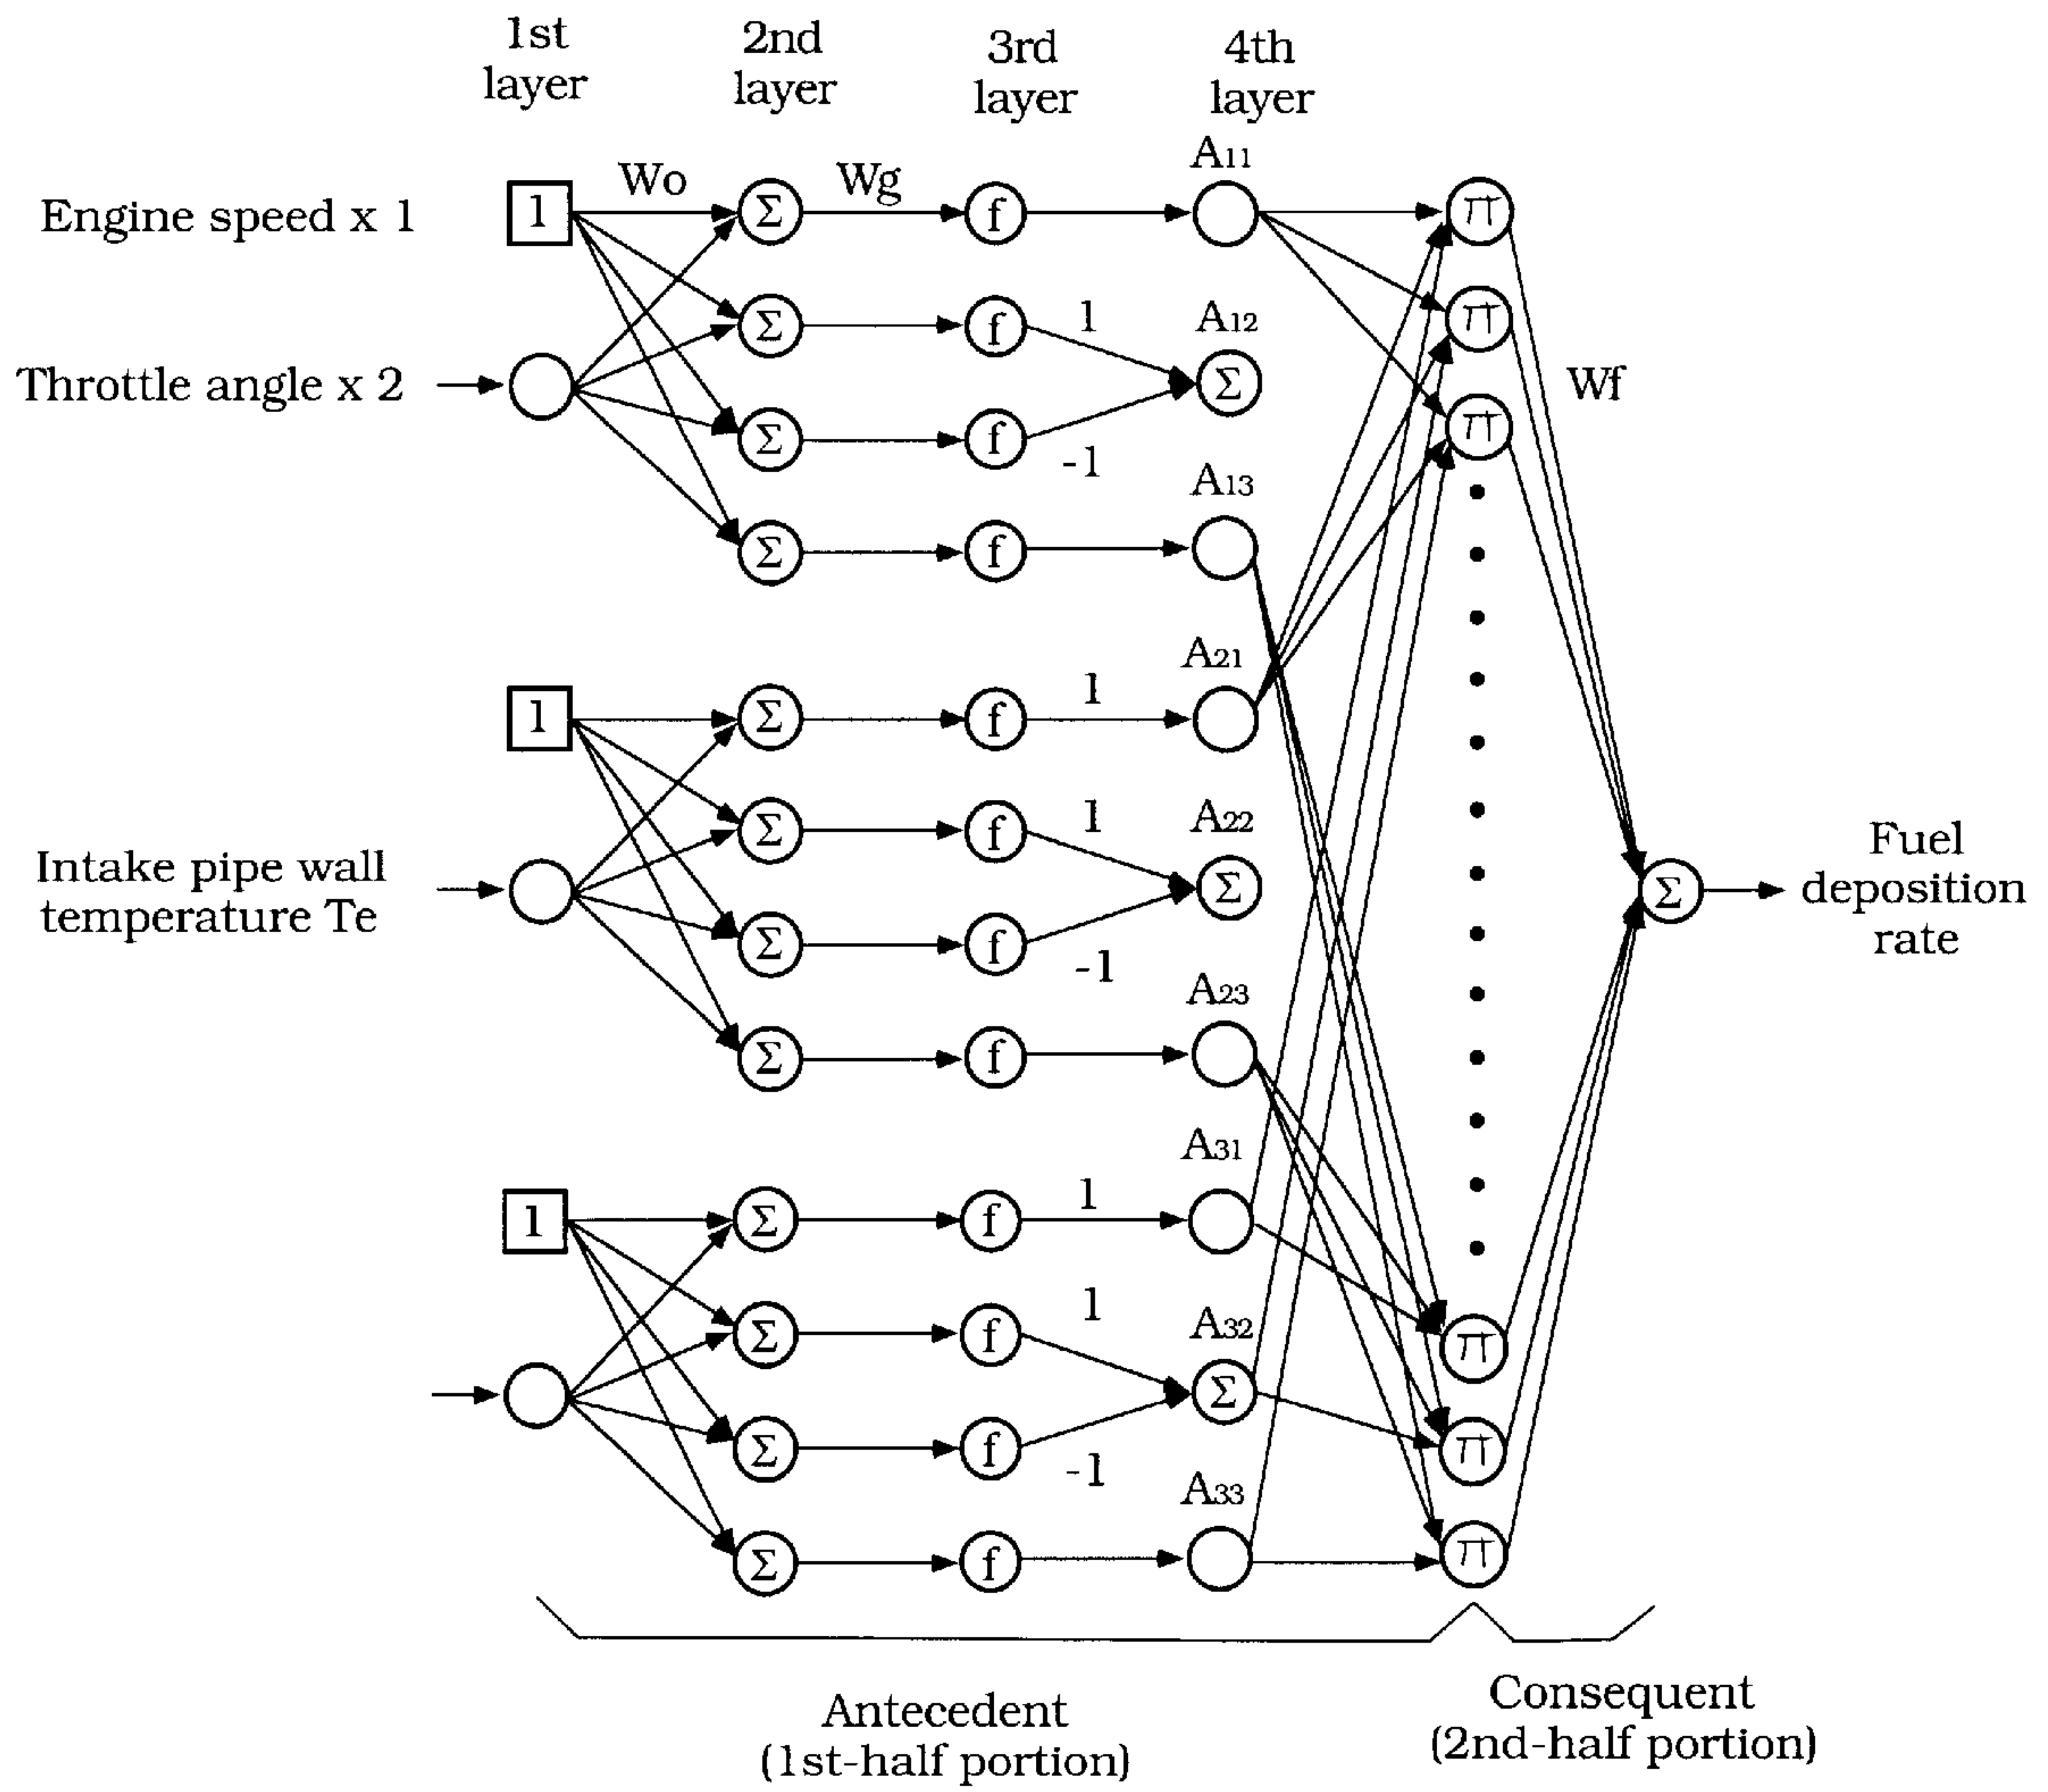 1st layer
2nd layer
3rd layer
4th layer
Engine speed x 1
Throttle angle x 2
Intake pipe wall
temperature Te
Wo
Wg
Wf
1
Σ
f
A11
π
Σ
f
1
A12
Σ
π
Σ
f
-1
π
Σ
f
A13
1
Σ
f
1
A21
Σ
f
1
A22
Σ
Σ
f
-1
Σ
f
A23
Σ
Fuel
deposition
rate
1
Σ
f
1
A31
Σ
f
1
A32
Σ
π
Σ
f
-1
π
Σ
f
A33
π
Antecedent
(1st-half portion)
Consequent
(2nd-half portion)